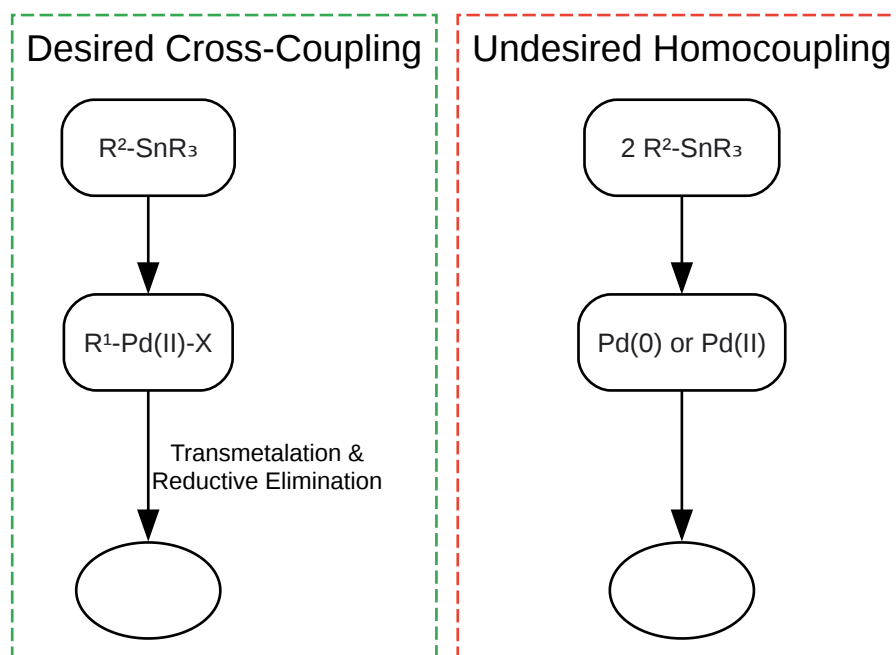 Desired Cross-Coupling
R²-SnR₃
R¹-Pd(II)-X
Transmetalation &
Reductive Elimination
Undesired Homocoupling
2 R²-SnR₃
Pd(0) or Pd(II)